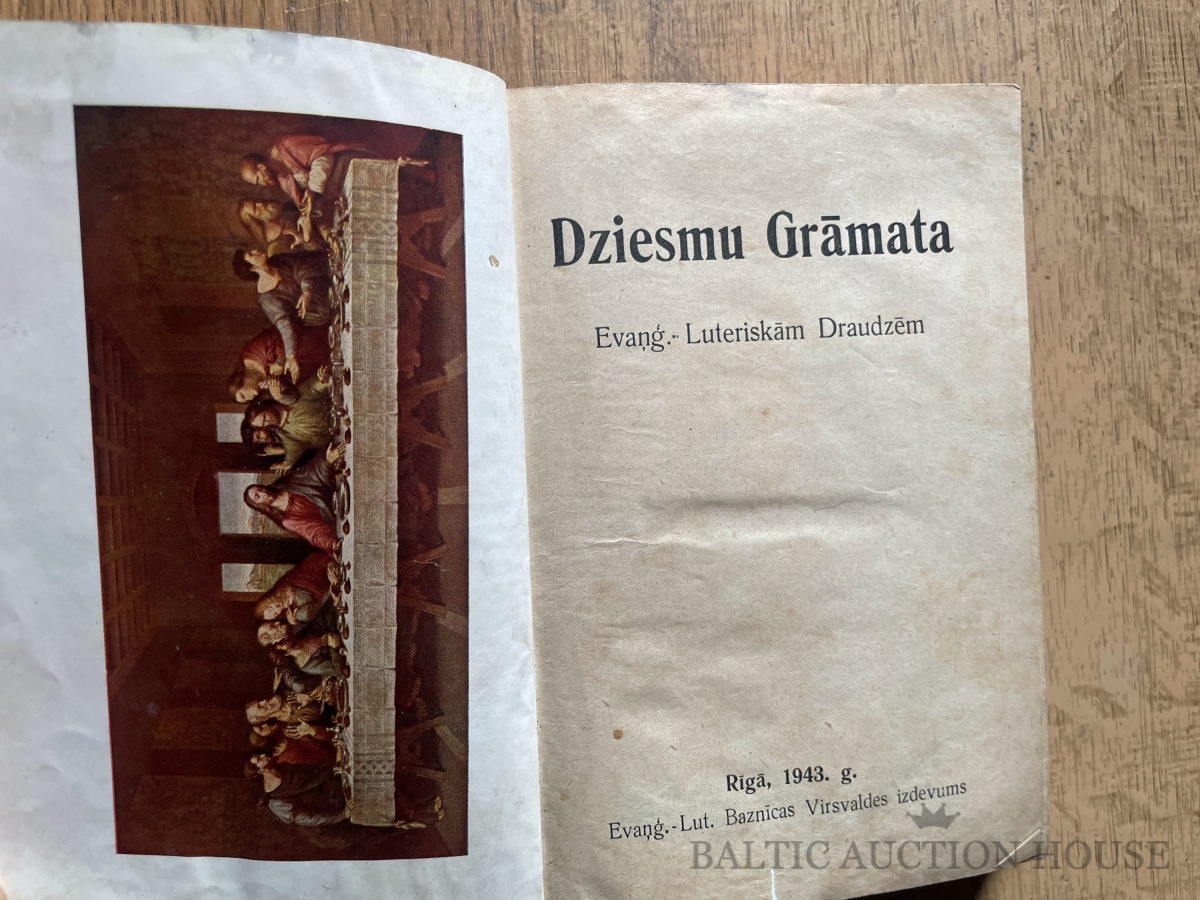 Dziesmu Grāmata
Evaņģ.-Luteriskām Draudzēm
Rīgā, 1943. g.
Evaņģ.-Lut. Baznīcas Virsvaldes izdevums
BALTIC AUCTION HOUSE